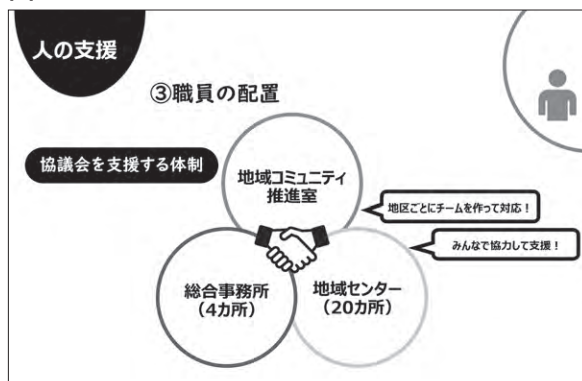 人の支援
③職員の配置
協議会を支援する体制
地域コミュニティ
推進室
地区ごとにチームを作って対応！
みんなで協力して支援！
総合事務所
（4カ所）
地域センター
（20カ所）